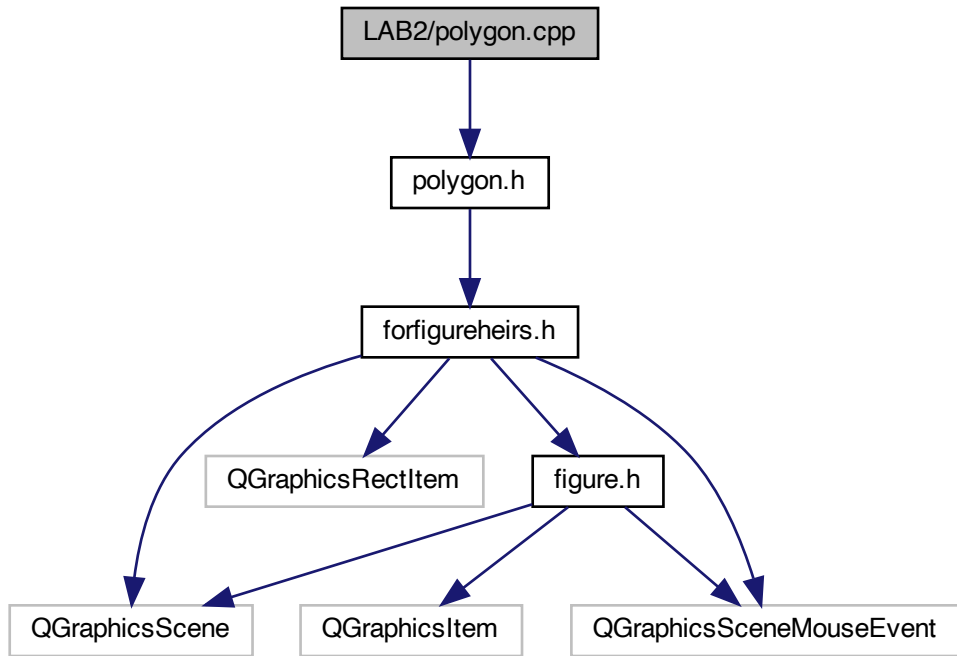 LAB2/polygon.cpp
polygon.h
forfigureheirs.h
QGraphicsRectItem
figure.h
QGraphicsScene
QGraphicsItem
QGraphicsSceneMouseEvent